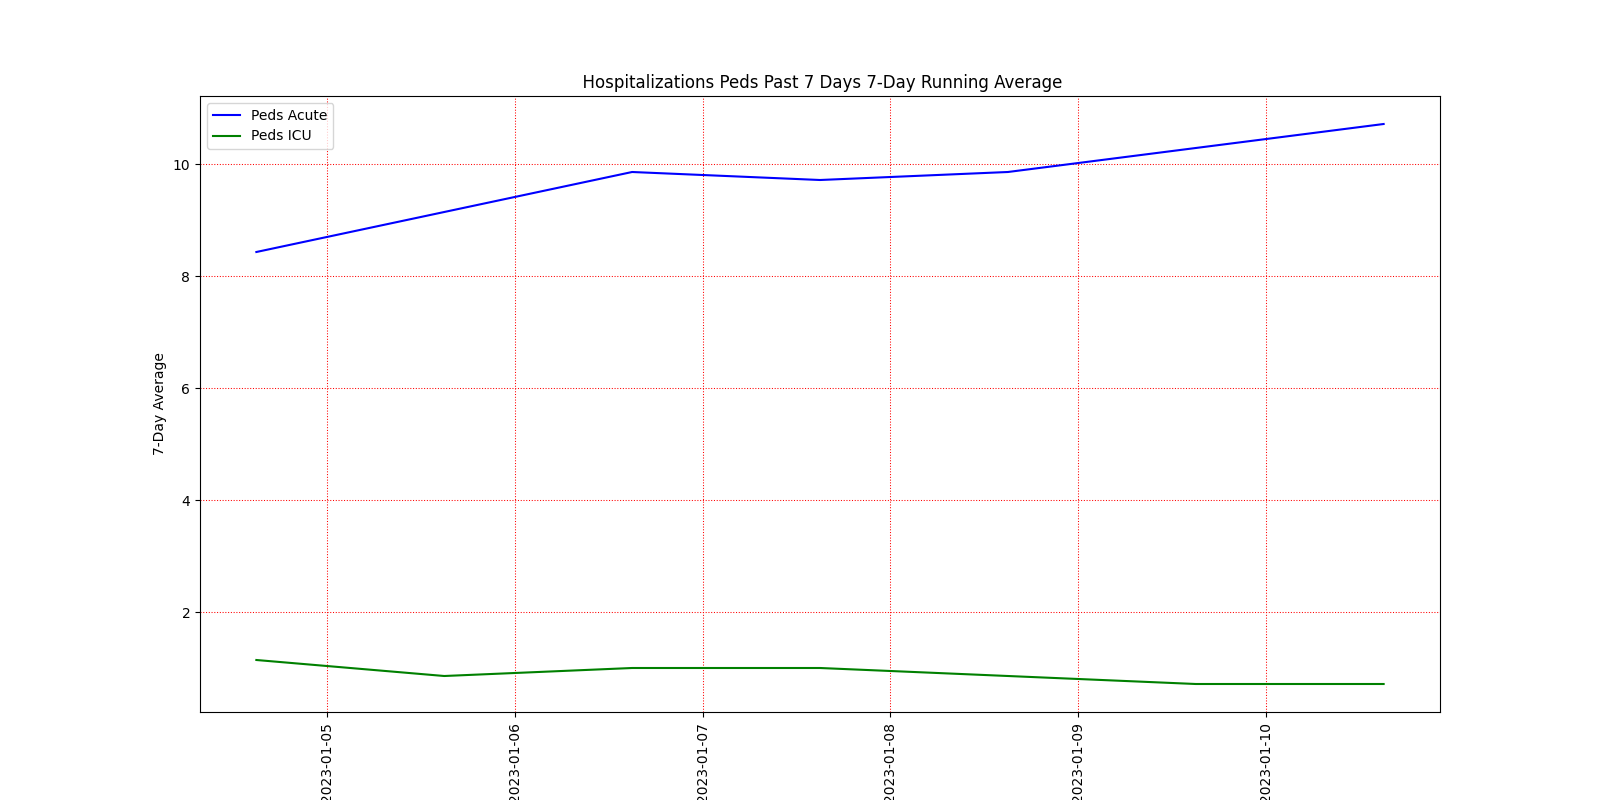 Hospitalizations Peds Past 7 Days 7-Day Running Average
Peds Acute
Peds ICU
10
8
6
4
2
7-Day Average
2023-01-05
2023-01-06
2023-01-07
2023-01-08
2023-01-09
2023-01-10